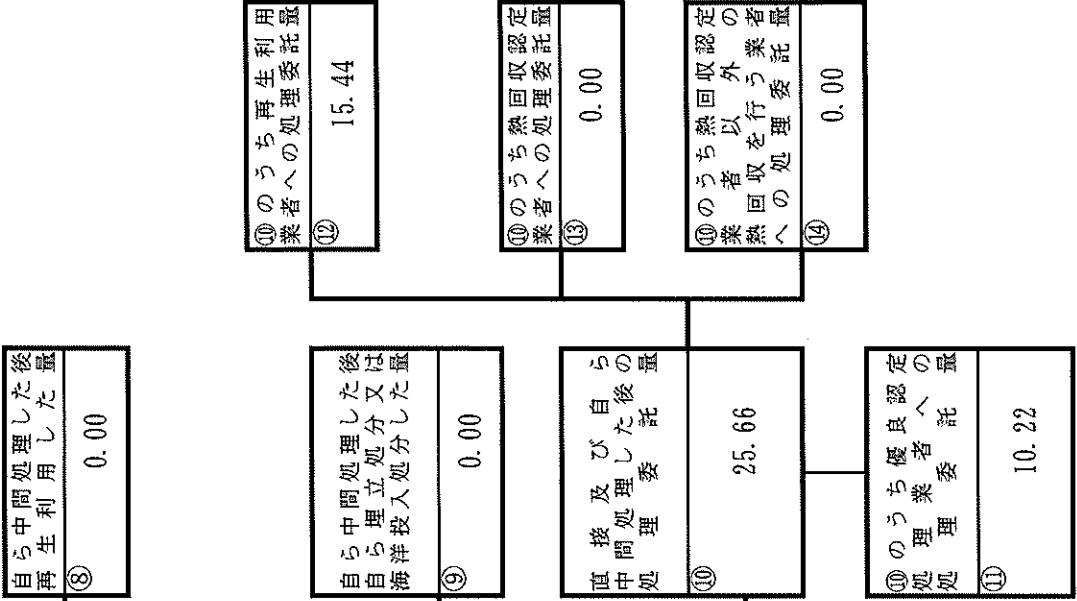 自ら中間処理した後
再生利用した量
⑧
0.00
自ら中間処理した後
自ら埋立処分又は
海洋投入処分した量
⑨
0.00
直接及び自ら
中間処理した後の
処理委託量
⑩
25.66
⑩のうち優良認定
処理業者への
処理委託量
⑪
10.22
⑩のうち再生利用
業者への処理委託量
⑫
15.44
⑩のうち熱回収認定
業者への処理委託量
⑬
0.00
⑩のうち熱回収認定
業者以外の
熱回収を行う業者
への処理委託量
⑭
0.00